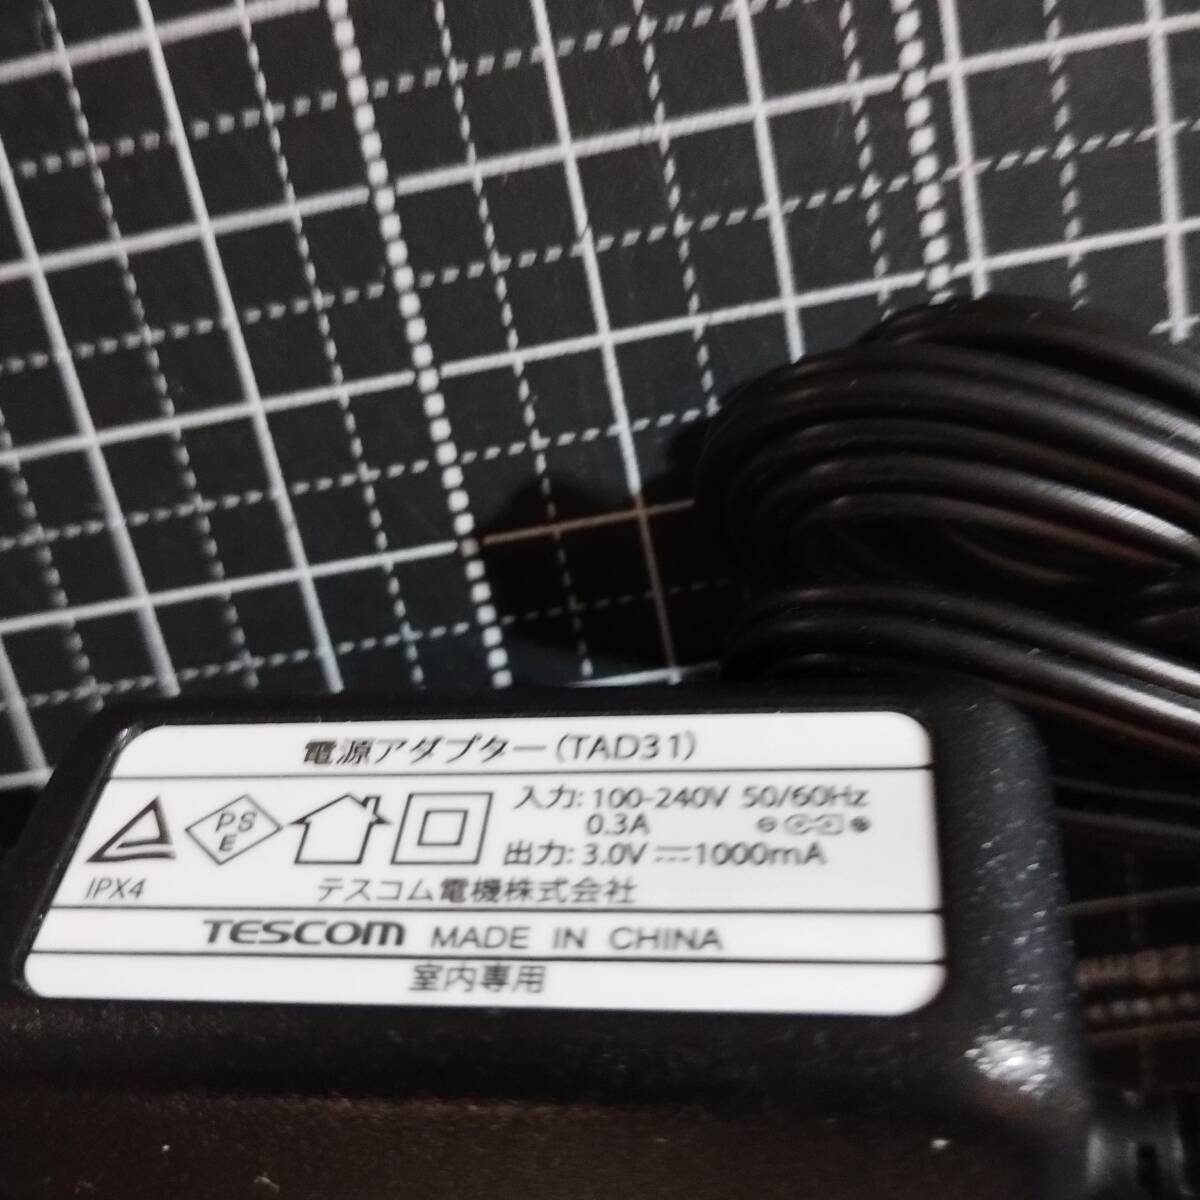 電源アダプター(TAD31)
入力: 100-240V 50/60Hz
0.3A
PS
E
出力: 3.0V 1000mA
IPX4
テスコム電機株式会社
TESCOM MADE IN CHINA
室内専用